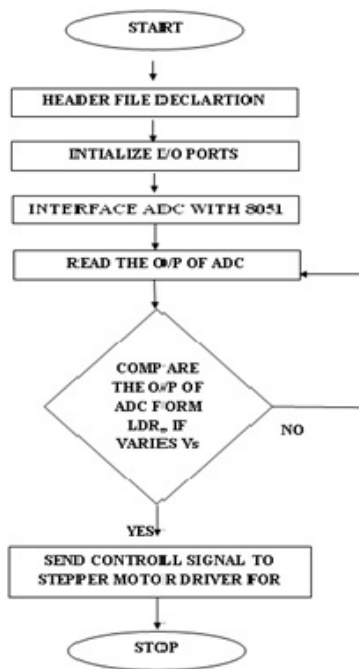 STAIRT
HEADER FILE DECLARTION
INTIALIZE I/O PORTS
INTERFACE ADC WITH 8051
READ THE O/P OF ADC
COMPARE
THE O/P OF
ADC FORM
LDR,, IF
VARIES Vs
NO
YES
SEND CONTROLL SIGNAL TO
STEPPER MOTOR DRIVER FOR
STOP